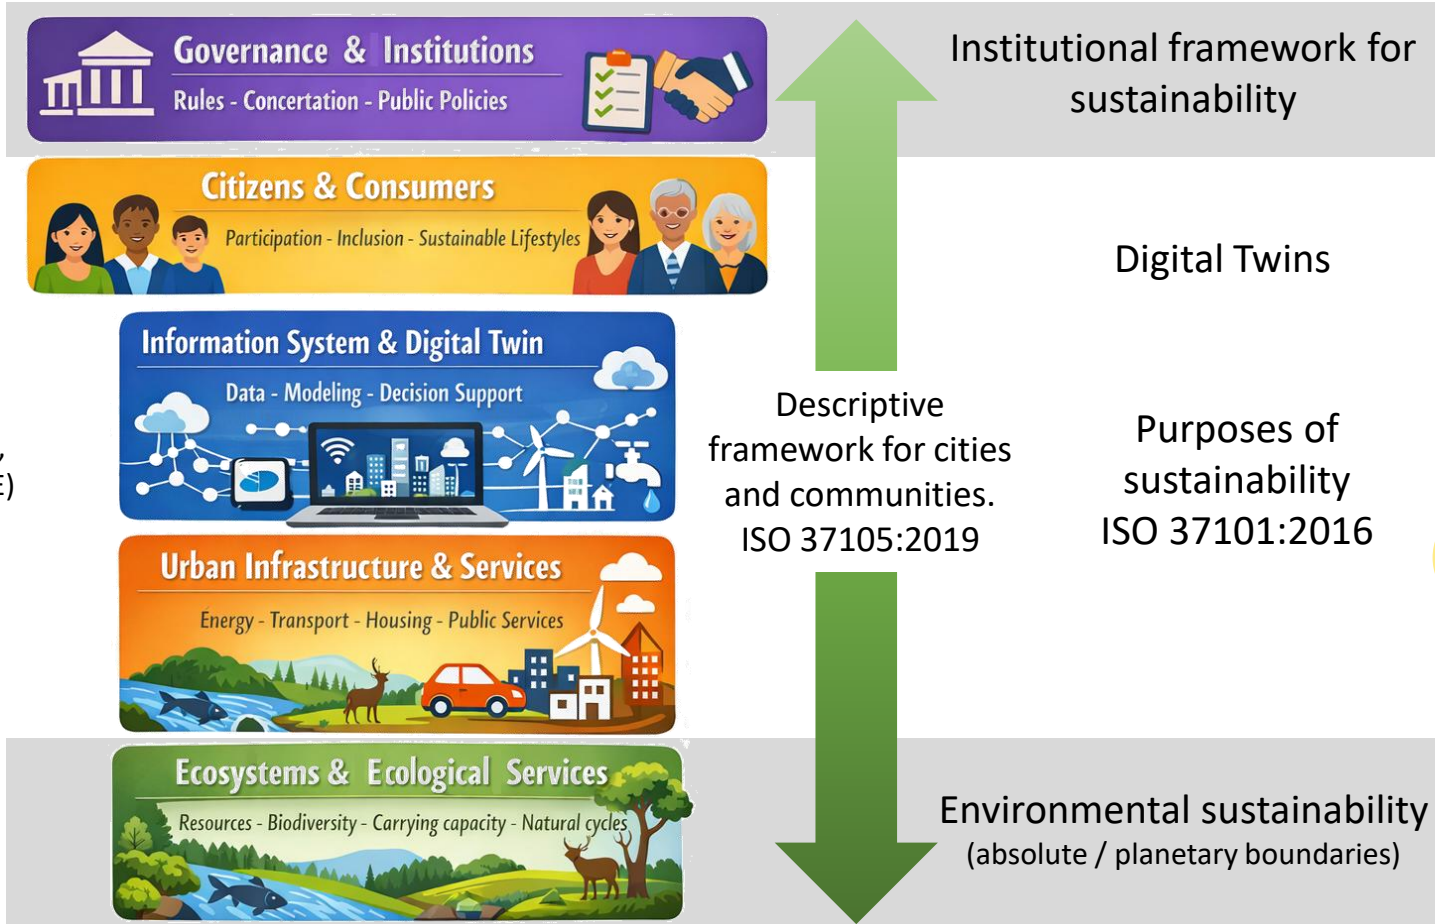 Governance & Institutions
Rules - Concertation - Public Policies
Institutional framework for
sustainability
Citizens & Consumers
Participation - Inclusion - Sustainable Lifestyles
Digital Twins
Information System & Digital Twin
Data - Modeling - Decision Support
,
E)
Descriptive
framework for cities
and communities.
ISO 37105:2019
Purposes of
sustainability
ISO 37101:2016
Urban Infrastructure & Services
Energy - Transport - Housing - Public Services
Ecosystems & Ecological Services
Resources - Biodiversity - Carrying capacity - Natural cycles
Environmental sustainability
(absolute / planetary boundaries)